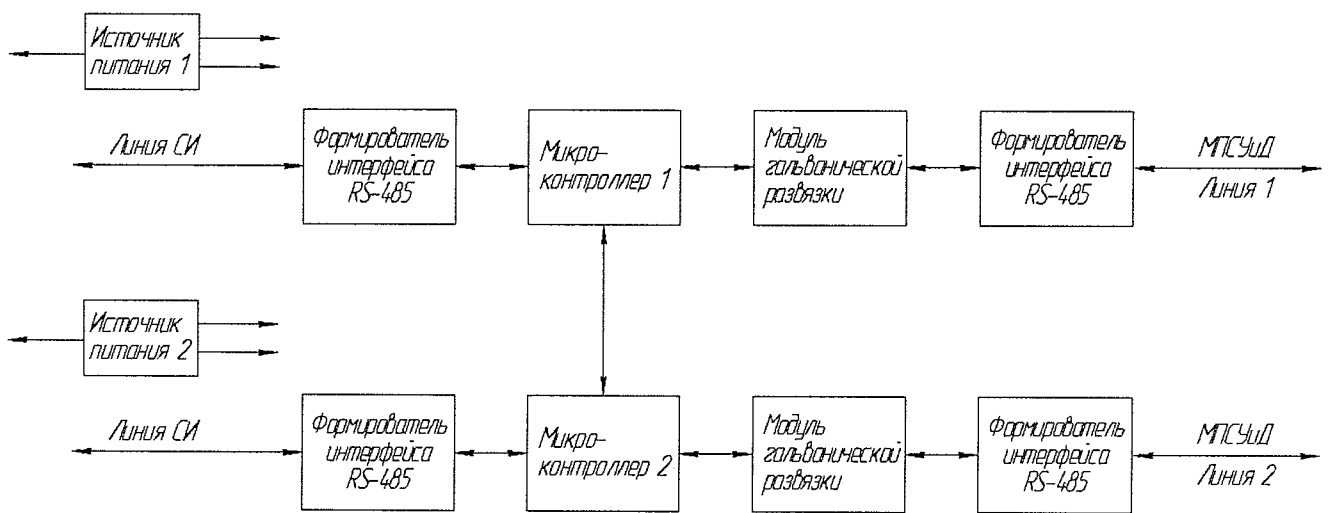 Источник
питания 1
Линия СИ
Формирователь
интерфейса
RS-485
Микро-
контроллер 1
Модуль
гальванической
развязки
Формирователь
интерфейса
RS-485
МПСУиД
Линия 1
Источник
питания 2
Линия СИ
Формирователь
интерфейса
RS-485
Микро-
контроллер 2
Модуль
гальванической
развязки
Формирователь
интерфейса
RS-485
МПСУиД
Линия 2